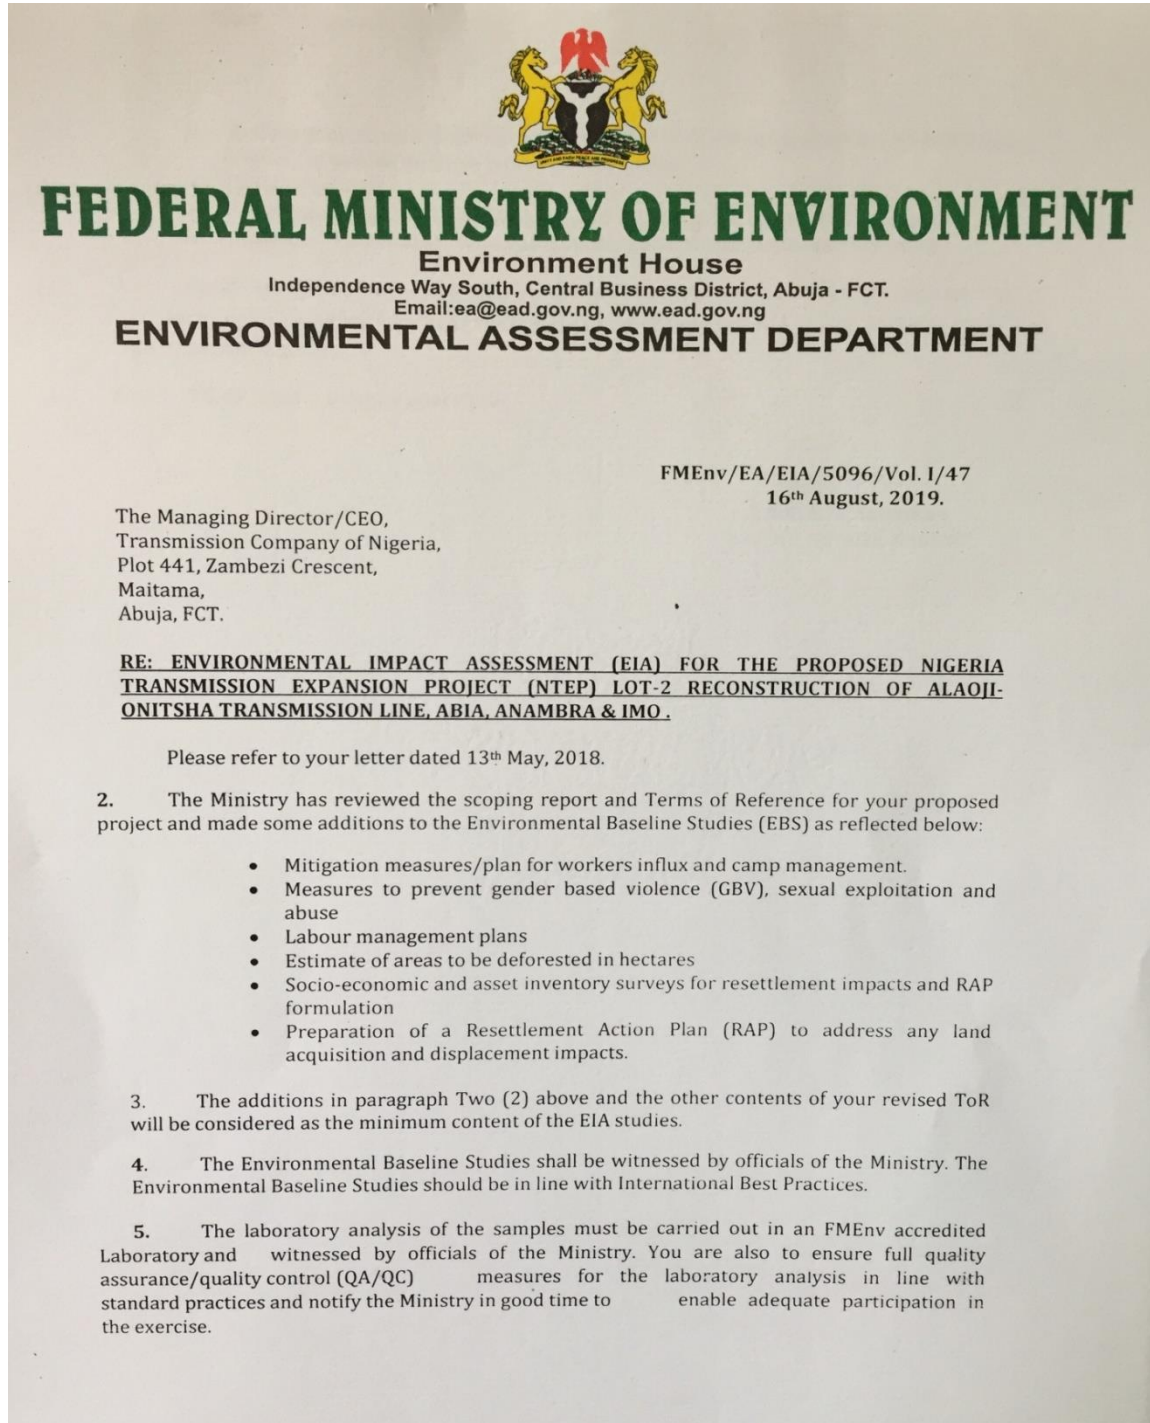 FEDERAL MINISTRY OF ENVIRONMENT
Environment House
Independence Way South, Central Business District, Abuja - FCT.
Email:ea@ead.gov.ng, www.ead.gov.ng
ENVIRONMENTAL ASSESSMENT DEPARTMENT
FMEnv/EA/EIA/5096/Vol. I/47
16th August, 2019.
The Managing Director/CEO,
Transmission Company of Nigeria,
Plot 441, Zambezi Crescent,
Maitama,
Abuja, FCT.
RE: ENVIRONMENTAL IMPACT ASSESSMENT (EIA) FOR THE PROPOSED NIGERIA
TRANSMISSION EXPANSION PROJECT (NTEP) LOT-2 RECONSTRUCTION OF ALAOJI-
ONITSHA TRANSMISSION LINE, ABIA, ANAMBRA & IMO .
Please refer to your letter dated 13th May, 2018.
2. The Ministry has reviewed the scoping report and Terms of Reference for your proposed
project and made some additions to the Environmental Baseline Studies (EBS) as reflected below:
• Mitigation measures/plan for workers influx and camp management.
• Measures to prevent gender based violence (GBV), sexual exploitation and
abuse
• Labour management plans
• Estimate of areas to be deforested in hectares
• Socio-economic and asset inventory surveys for resettlement impacts and RAP
formulation
• Preparation of a Resettlement Action Plan (RAP) to address any land
acquisition and displacement impacts.
3. The additions in paragraph Two (2) above and the other contents of your revised ToR
will be considered as the minimum content of the EIA studies.
4. The Environmental Baseline Studies shall be witnessed by officials of the Ministry. The
Environmental Baseline Studies should be in line with International Best Practices.
5. The laboratory analysis of the samples must be carried out in an FMEnv accredited
Laboratory and witnessed by officials of the Ministry. You are also to ensure full quality
assurance/quality control (QA/QC) measures for the laboratory analysis in line with
standard practices and notify the Ministry in good time to enable adequate participation in
the exercise.